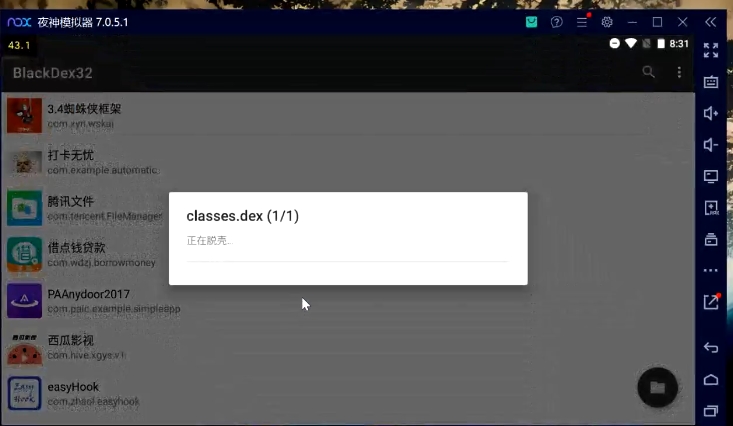 nox 夜神模拟器 7.0.5.1
43.1
8:31
BlackDex32
3.4蜘蛛侠框架
com.xyn.wskai
打卡无忧
com.example.automatic
腾讯文件
com.tencent.FileManager
借点钱贷款
com.wdzj.borrowmoney
PAAnydoor2017
com.paic.example.simpleapp
西瓜影视
com.hive.xgys.v1
easyHook
com.zhaol.easyhook
classes.dex (1/1)
正在脱壳...